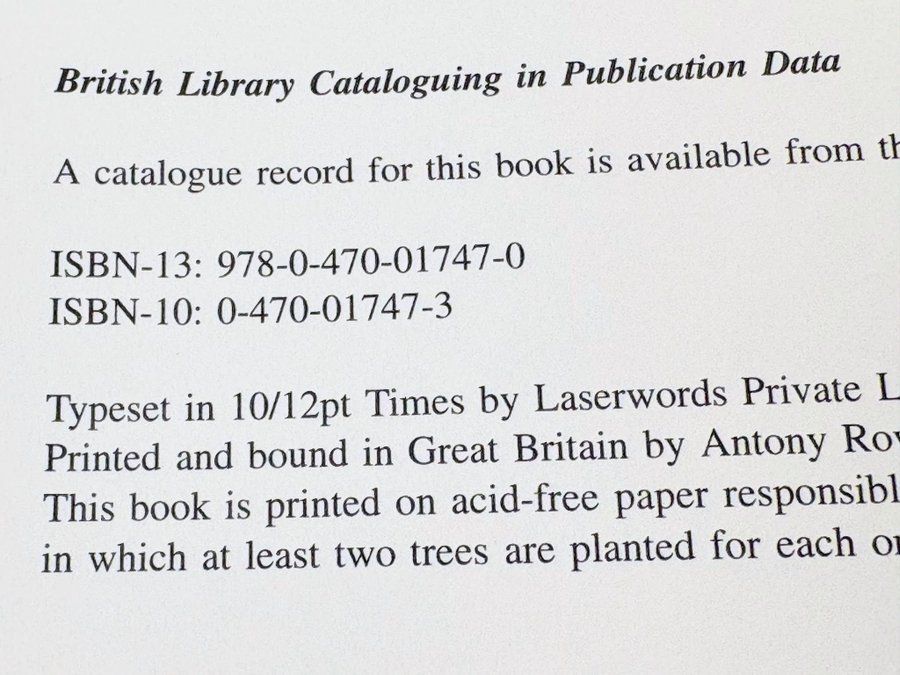 British Library Cataloguing in Publication Data
A catalogue record for this book is available from
ISBN-13: 978-0-470-01747-0
ISBN-10: 0-470-01747-3
Typeset in 10/12pt Times by Laserwords Private
Printed and bound in Great Britain by Antony
This book is printed on acid-free paper
in which at least two trees are planted for each